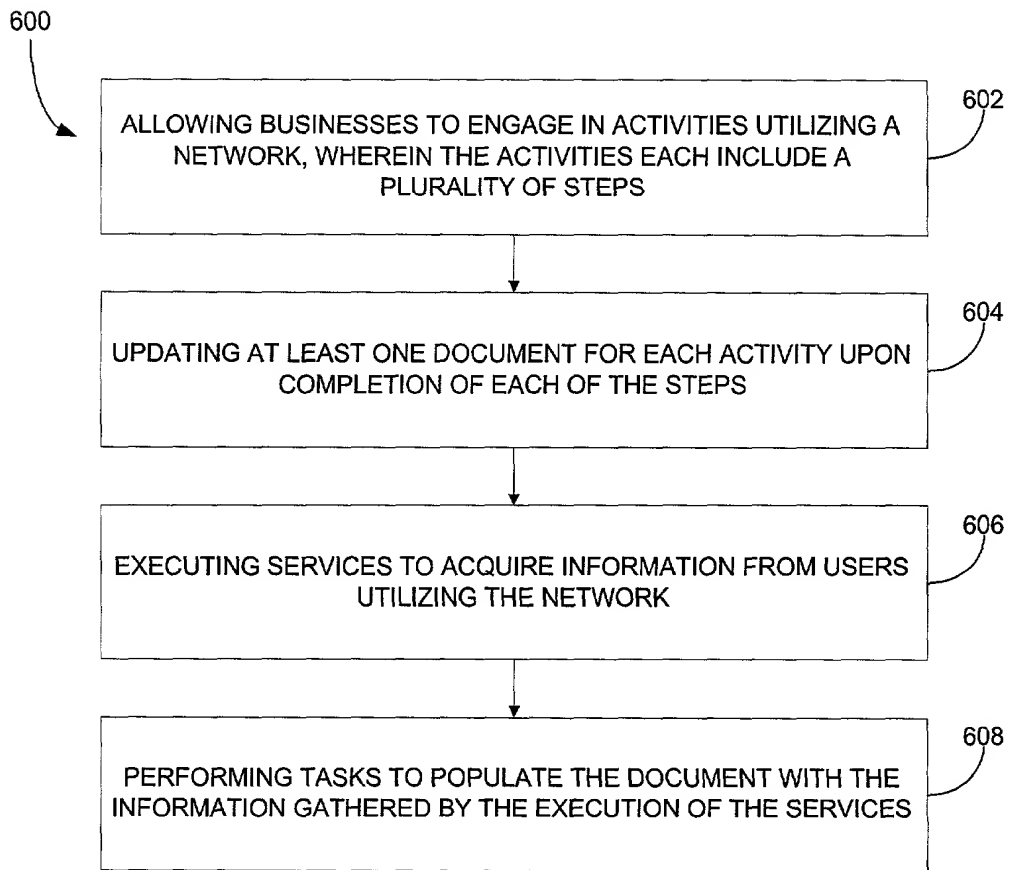 600
602
ALLOWING BUSINESSES TO ENGAGE IN ACTIVITIES UTILIZING A
NETWORK, WHEREIN THE ACTIVITIES EACH INCLUDE A
PLURALITY OF STEPS
604
UPDATING AT LEAST ONE DOCUMENT FOR EACH ACTIVITY UPON
COMPLETION OF EACH OF THE STEPS
606
EXECUTING SERVICES TO ACQUIRE INFORMATION FROM USERS
UTILIZING THE NETWORK
608
PERFORMING TASKS TO POPULATE THE DOCUMENT WITH THE
INFORMATION GATHERED BY THE EXECUTION OF THE SERVICES